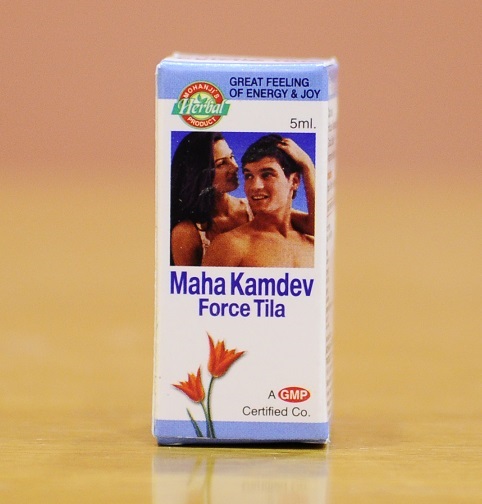 MOHANJI'S
Herbal
PRODUCT
GREAT FEELING
OF ENERGY & JOY
5ml.
Maha Kamdev
Force Tila
A GMP
Certified Co.